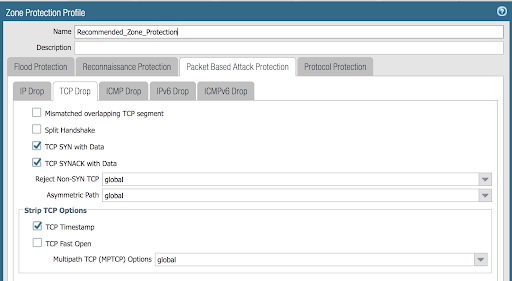 Zone Protection Profile
Name Recommended_Zone_Protection
Description
Flood Protection Reconnaissance Protection Packet Based Attack Protection Protocol Protection
IP Drop TCP Drop ICMP Drop IPv6 Drop ICMPv6 Drop
Mismatched overlapping TCP segment
Split Handshake
TCP SYN with Data
TCP SYNACK with Data
Reject Non-SYN TCP global
Asymmetric Path global
Strip TCP Options
TCP Timestamp
TCP Fast Open
Multipath TCP (MPTCP) Options global